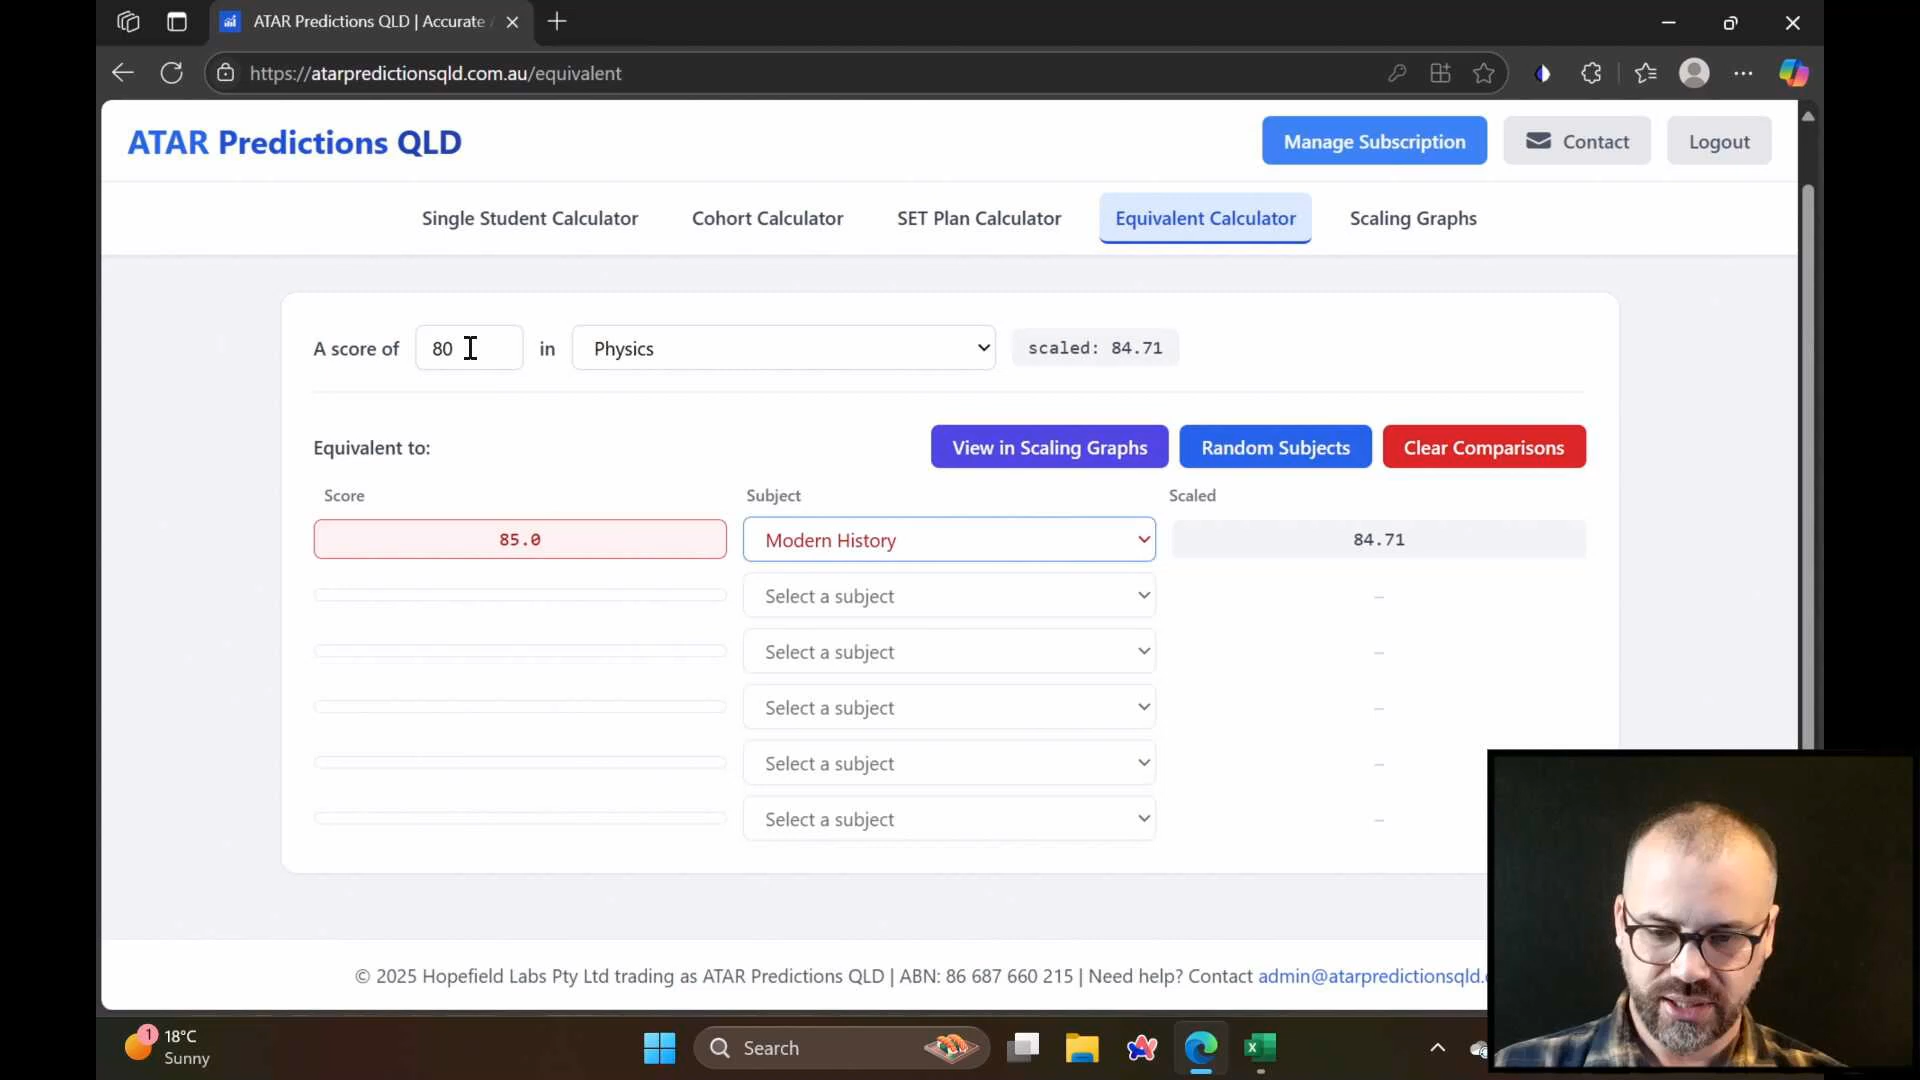 ATAR Predictions QLD | Accurate
https://atarpredictionsqld.com.au/equivalent
ATAR Predictions QLD
Manage Subscription
Contact
Logout
Single Student Calculator
Cohort Calculator
SET Plan Calculator
Equivalent Calculator
Scaling Graphs
A score of 80 in Physics scaled: 84.71
Equivalent to:
View in Scaling Graphs
Random Subjects
Clear Comparisons
Score Subject Scaled
85.0 Modern History 84.71
Select a subject –
Select a subject –
Select a subject –
Select a subject –
Select a subject –
© 2025 Hopefield Labs Pty Ltd trading as ATAR Predictions QLD | ABN: 86 687 660 215 | Need help? Contact admin@atarpredictionsqld.
1
18°C
Sunny
Search